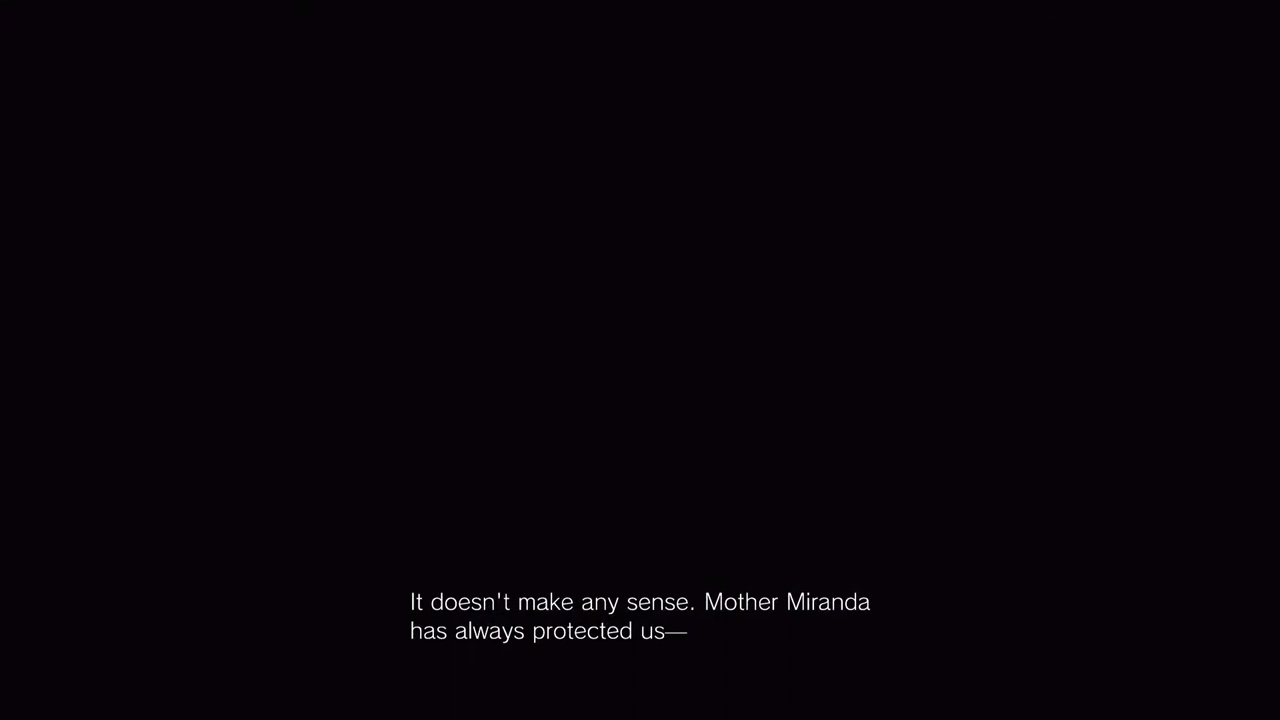 It doesn't make any sense. Mother Miranda
has always protected us—